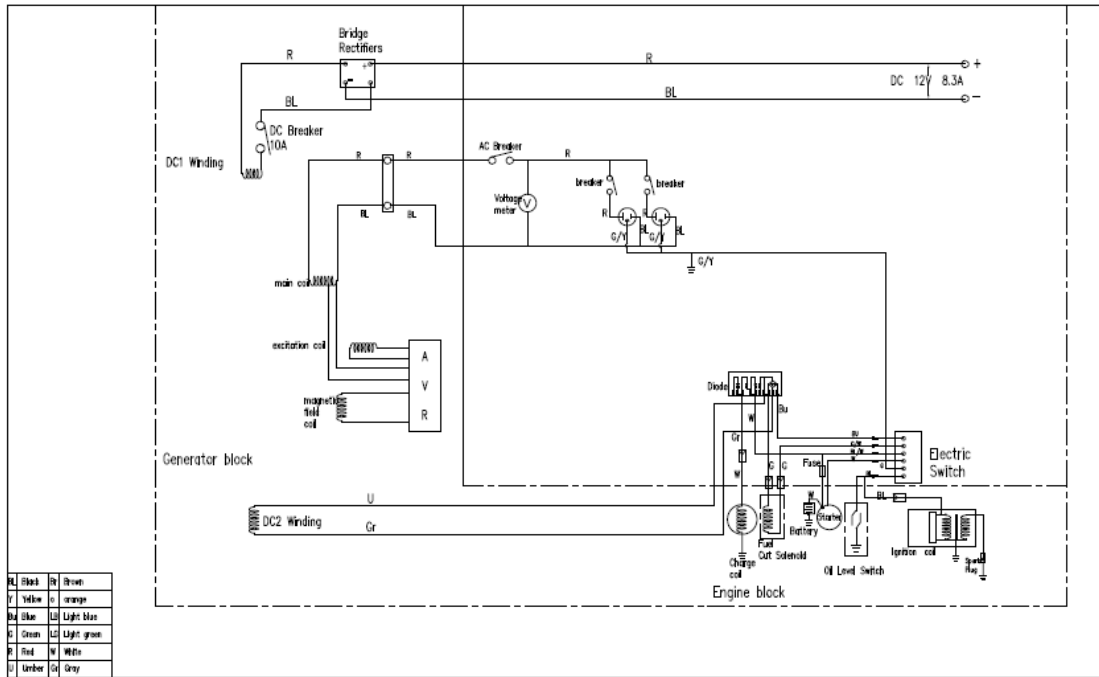 Bridge
Rectifiers
R
R
+
-
+
DC 12V 8.3A
-
BL
BL
DC Breaker
10A
DC1 Winding
R
R
AC Breaker
R
breaker
breaker
Voltage
meter
V
R
R
BL
BL
G/Y
G/Y
BL
BL
G/Y
main coil
excitation coil
A
V
R
magnetic
field
coil
Generator block
Diode
W
Bu
Gr
W
G
G
BU
G/W
BL/W
W
G
BL
Fuse
Electric
Switch
U
DC2 Winding
Gr
W
Battery
Starter
BL
Charge
coil
Fuel
Cut Solenoid
Oil Level Switch
Ignition coil
Spark
Plug
Engine block
BL Black Br Brown
Y Yellow o orange
Bu Blue LB Light blue
G Green LG Light green
R Red W White
U Umber Gr Gray